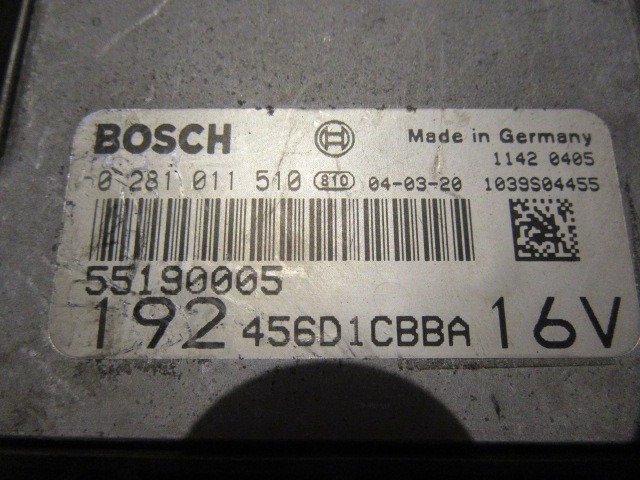 BOSCH Made in Germany
1142 0405
0 281 011 510 810 04-03-20 1039S04455
55190005
192 456D1CBBA 16V